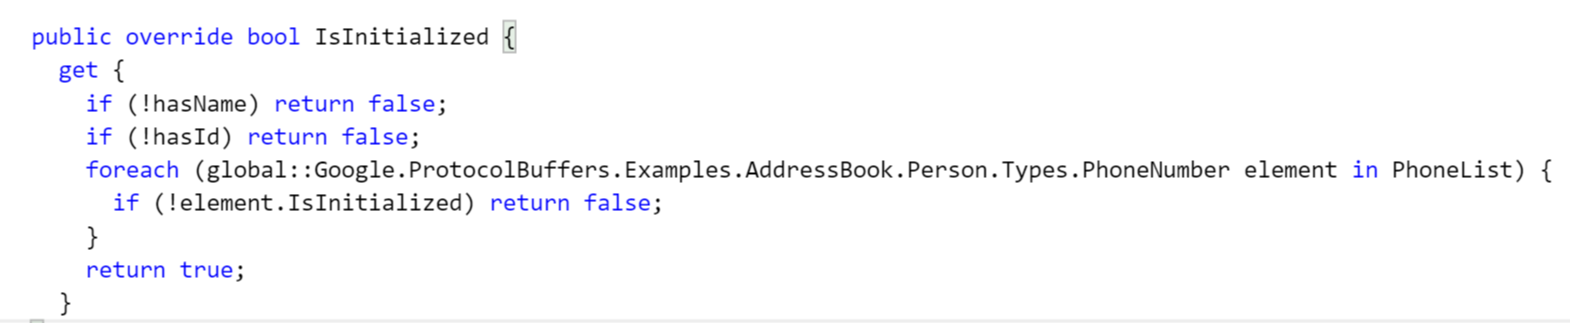 public override bool IsInitialized {
get {
if (!hasName) return false;
if (!hasId) return false;
foreach (global::Google.ProtocolBuffers.Examples.AddressBook.Person.Types.PhoneNumber element in PhoneList) {
if (!element.IsInitialized) return false;
}
return true;
}